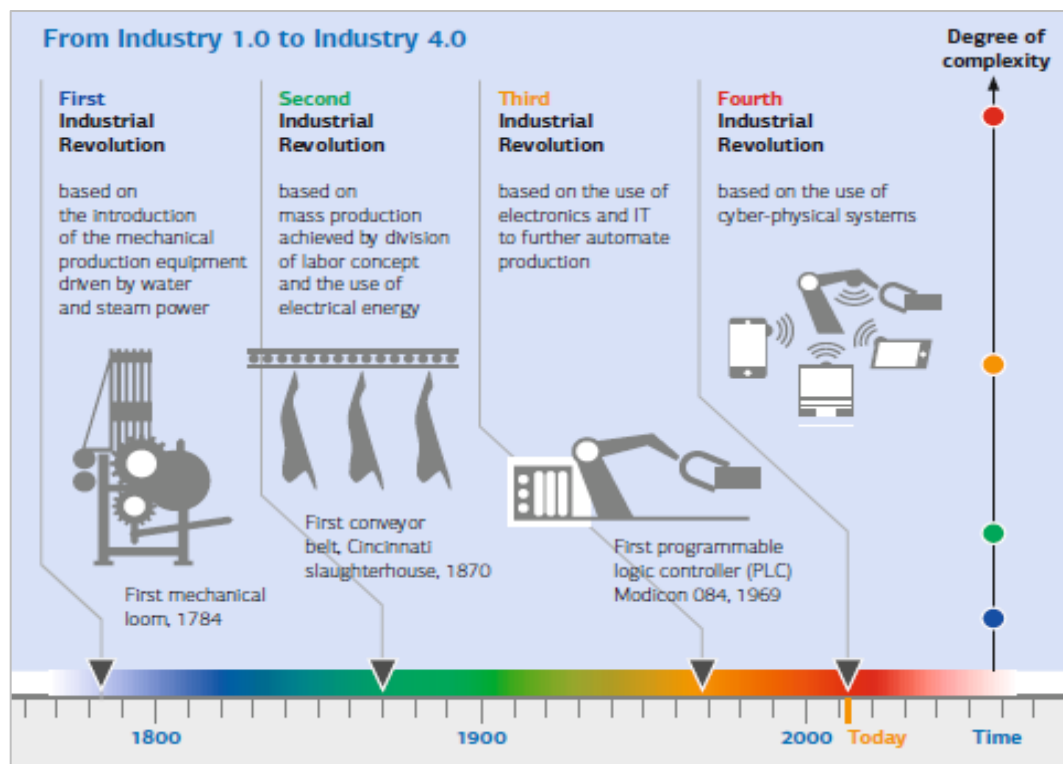 From Industry 1.0 to Industry 4.0
Degree of
complexity
First
Industrial
Revolution
based on
the introduction
of the mechanical
production equipment
driven by water
and steam power
Second
Industrial
Revolution
based on
mass production
achieved by division
of labor concept
and the use of
electrical energy
Third
Industrial
Revolution
based on the use of
electronics and IT
to further automate
production
Fourth
Industrial
Revolution
based on the use of
cyber-physical systems
First mechanical
loom, 1784
First conveyor
belt, Cincinnati
slaughterhouse, 1870
First programmable
logic controller (PLC)
Modicon 084, 1969
1800
1900
2000
Today
Time